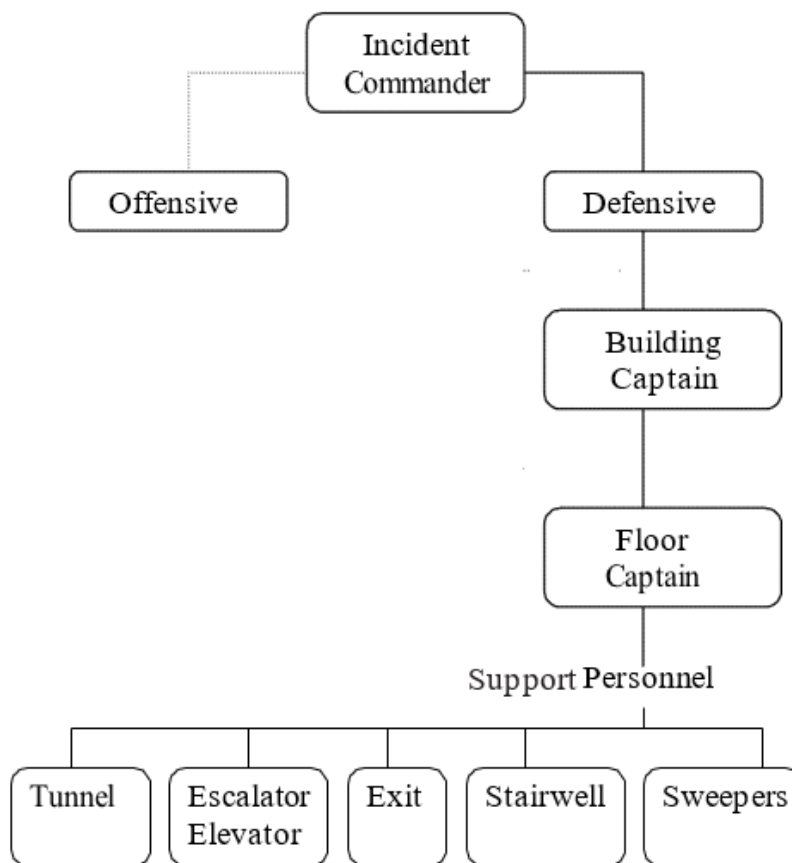 Incident
Commander
Offensive
Defensive
Building
Captain
Floor
Captain
Support Personnel
Tunnel
Escalator
Elevator
Exit
Stairwell
Sweepers